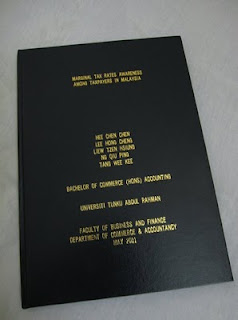 MARGINAL TAX RATES AWARENESS
AMONG TAXPAYERS IN MALAYSIA
HEE CHEN CHEN
LEE HONG CHENG
LIEW TZEN HSIUNG
NG QIU PING
TANG WEE KEE
BACHELOR OF COMMERCE (HONS) ACCOUNTING
UNIVERSITI TUNKU ABDUL RAHMAN
FACULTY OF BUSINESS AND FINANCE
DEPARTMENT OF COMMERCE & ACCOUNTANCY
MAY 2011